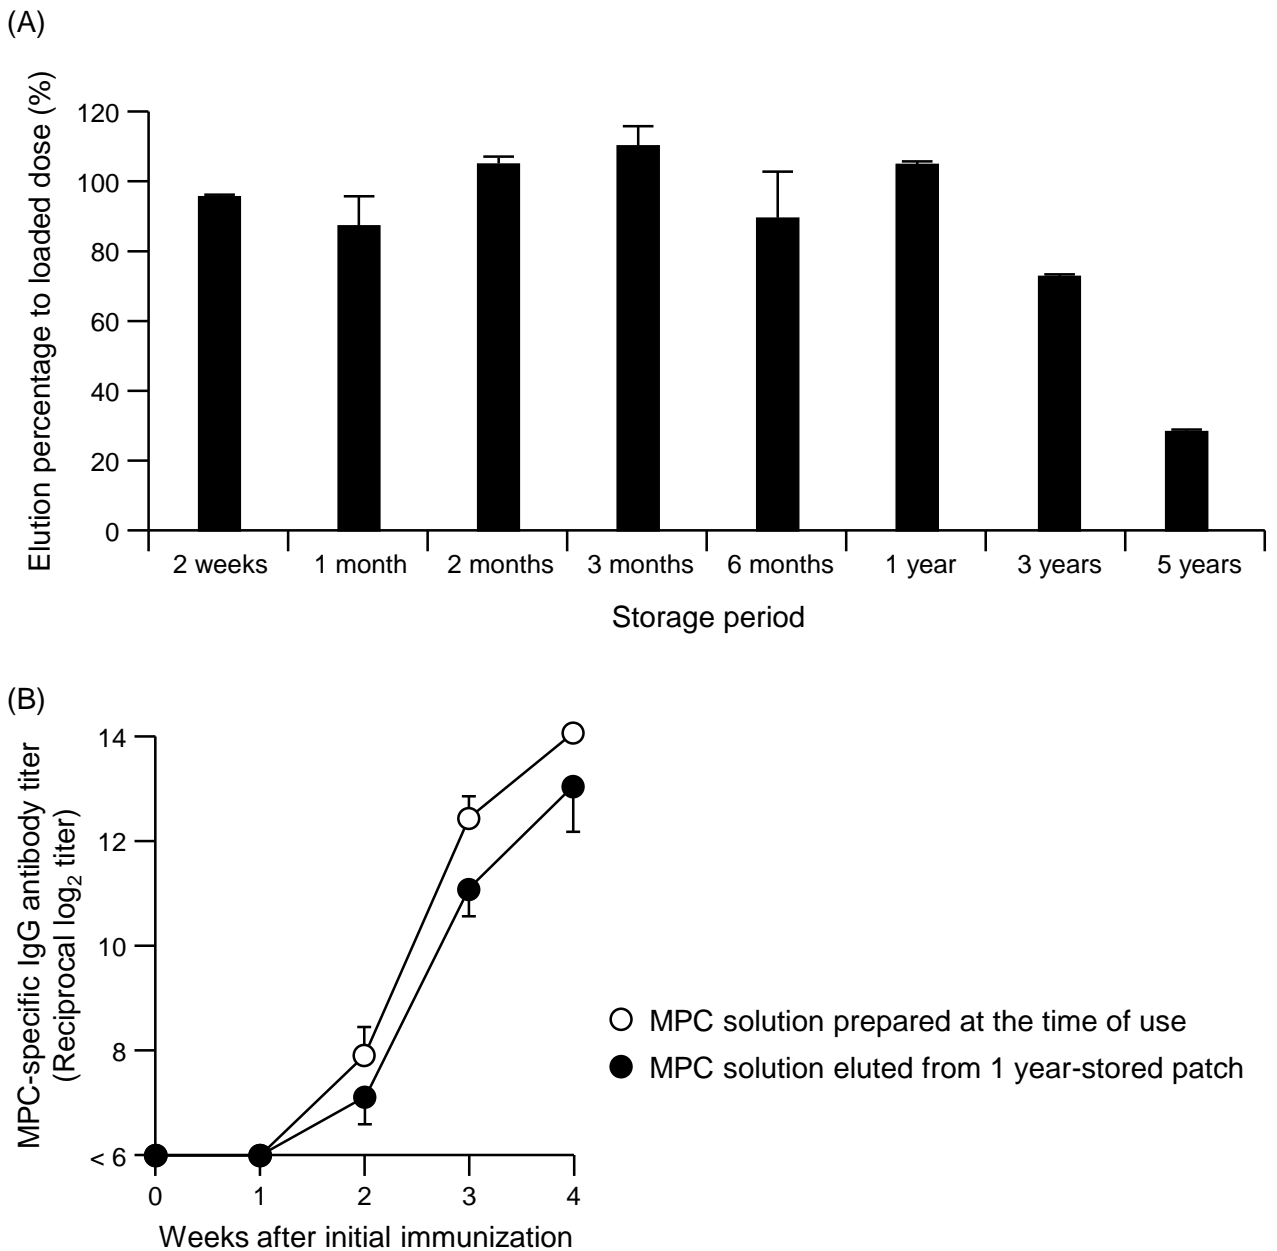 (A)
Elution percentage to loaded dose (%)
120
100
80
60
40
20
0
2 weeks 1 month 2 months 3 months 6 months 1 year 3 years 5 years
Storage period
(B)
MPC-specific IgG antibody titer
(Reciprocal log₂ titer)
14
12
10
8
< 6
0 1 2 3 4
Weeks after initial immunization
MPC solution prepared at the time of use
MPC solution eluted from 1 year-stored patch